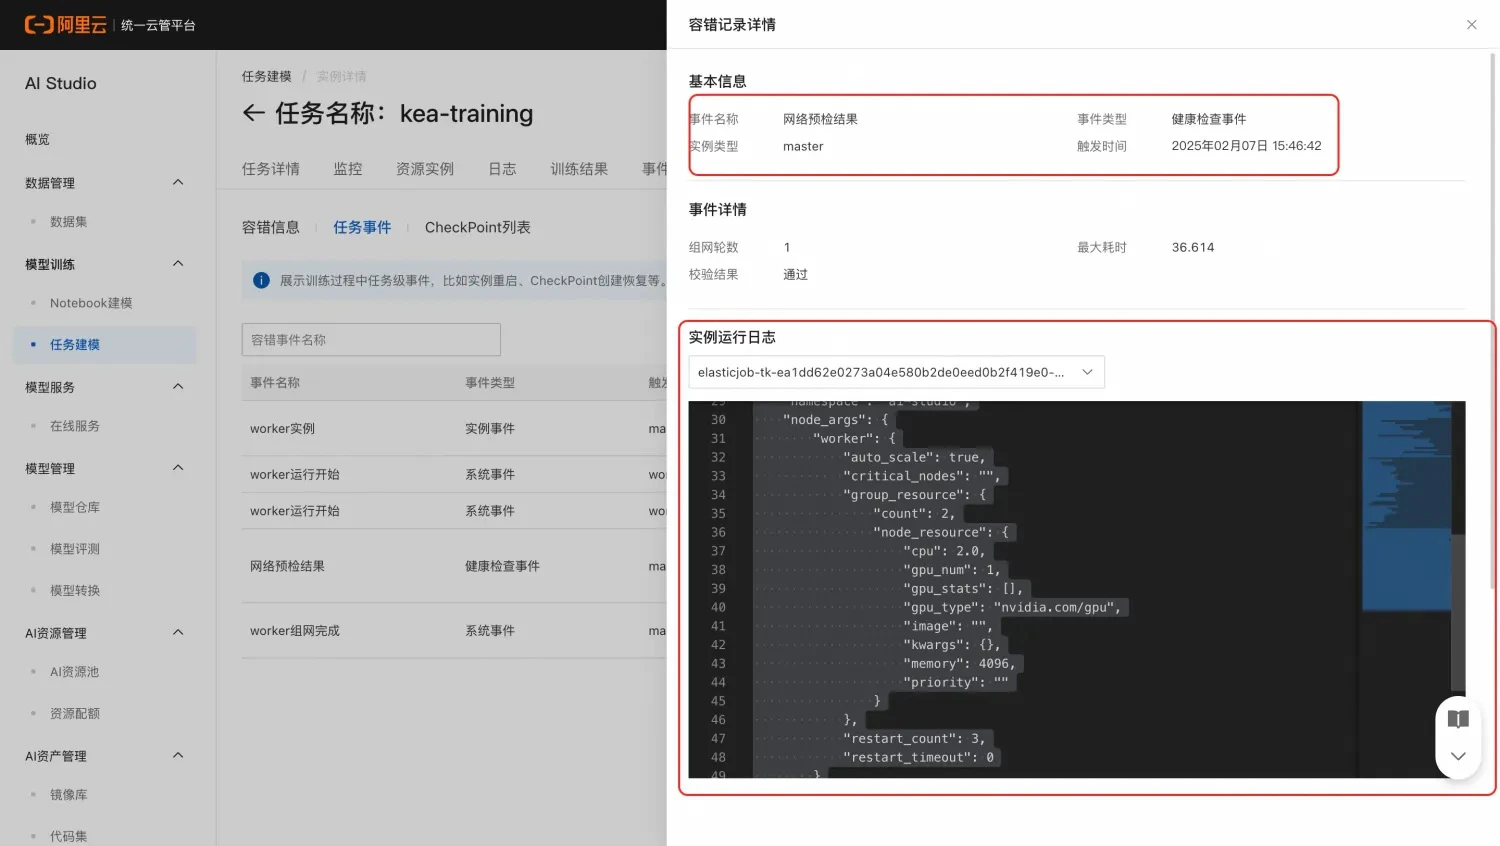 阿里云 统一云管平台
AI Studio
概览
数据管理
数据集
模型训练
Notebook建模
任务建模
模型服务
在线服务
模型管理
模型仓库
模型评测
模型转换
AI资源管理
AI资源池
资源配额
AI资产管理
镜像库
代码集
任务建模 / 实例详情
← 任务名称：kea-training
任务详情 监控 资源实例 日志 训练结果 事件
容错信息 任务事件 CheckPoint列表
展示训练过程中任务级事件，比如实例重启、CheckPoint创建恢复等。
容错事件名称
事件名称 事件类型 触发
worker实例 实例事件 ma
worker运行开始 系统事件 wo
worker运行开始 系统事件 wo
网络预检结果 健康检查事件 ma
worker组网完成 系统事件 ma
容错记录详情
基本信息
事件名称 网络预检结果 事件类型 健康检查事件
实例类型 master 触发时间 2025年02月07日 15:46:42
事件详情
组网轮数 1 最大耗时 36.614
校验结果 通过
实例运行日志
elasticjob-tk-ea1dd62e0273a04e580b2de0eed0b2f419e0-...
29 "namespace": "ai-studio",
30 "node_args": {
31 "worker": {
32 "auto_scale": true,
33 "critical_nodes": "",
34 "group_resource": {
35 "count": 2,
36 "node_resource": {
37 "cpu": 2.0,
38 "gpu_num": 1,
39 "gpu_stats": [],
40 "gpu_type": "nvidia.com/gpu",
41 "image": "",
42 "kwargs": {},
43 "memory": 4096,
44 "priority": ""
45 }
46 },
47 "restart_count": 3,
48 "restart_timeout": 0
49 }